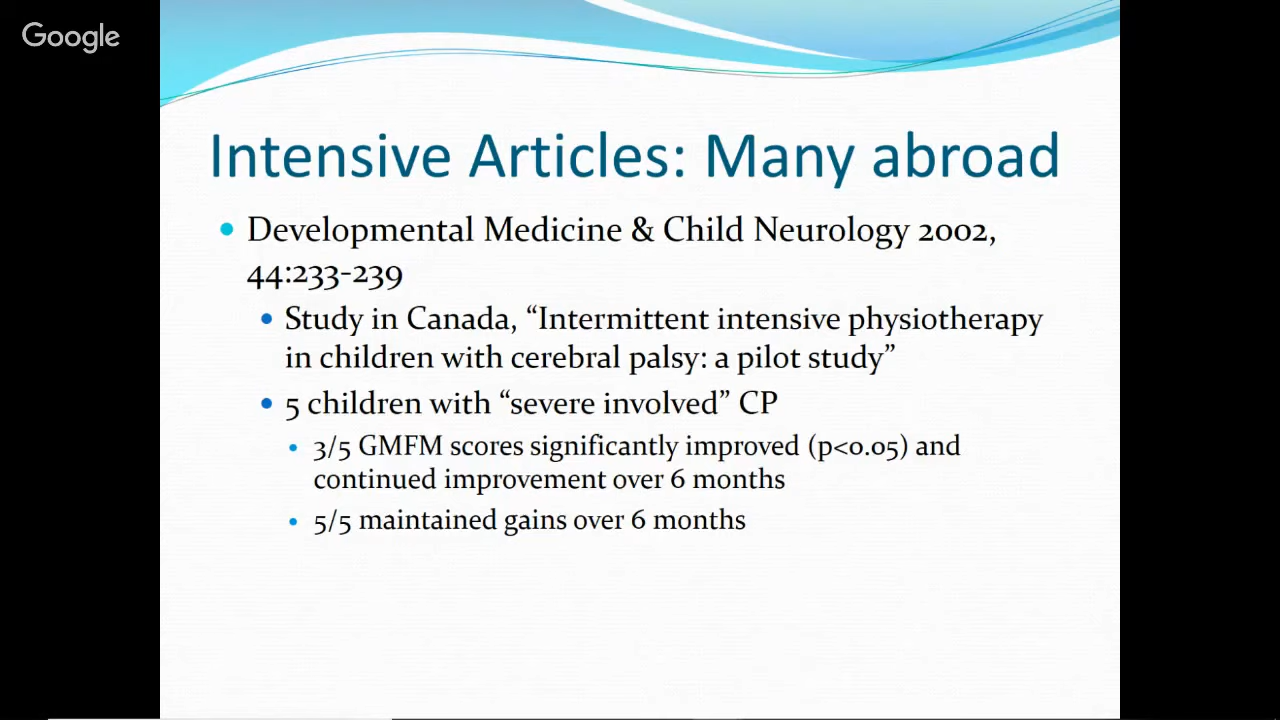 Google
Intensive Articles: Many abroad
Developmental Medicine & Child Neurology 2002,
44:233-239
Study in Canada, “Intermittent intensive physiotherapy
in children with cerebral palsy: a pilot study”
5 children with “severe involved” CP
3/5 GMFM scores significantly improved (p<0.05) and
continued improvement over 6 months
5/5 maintained gains over 6 months